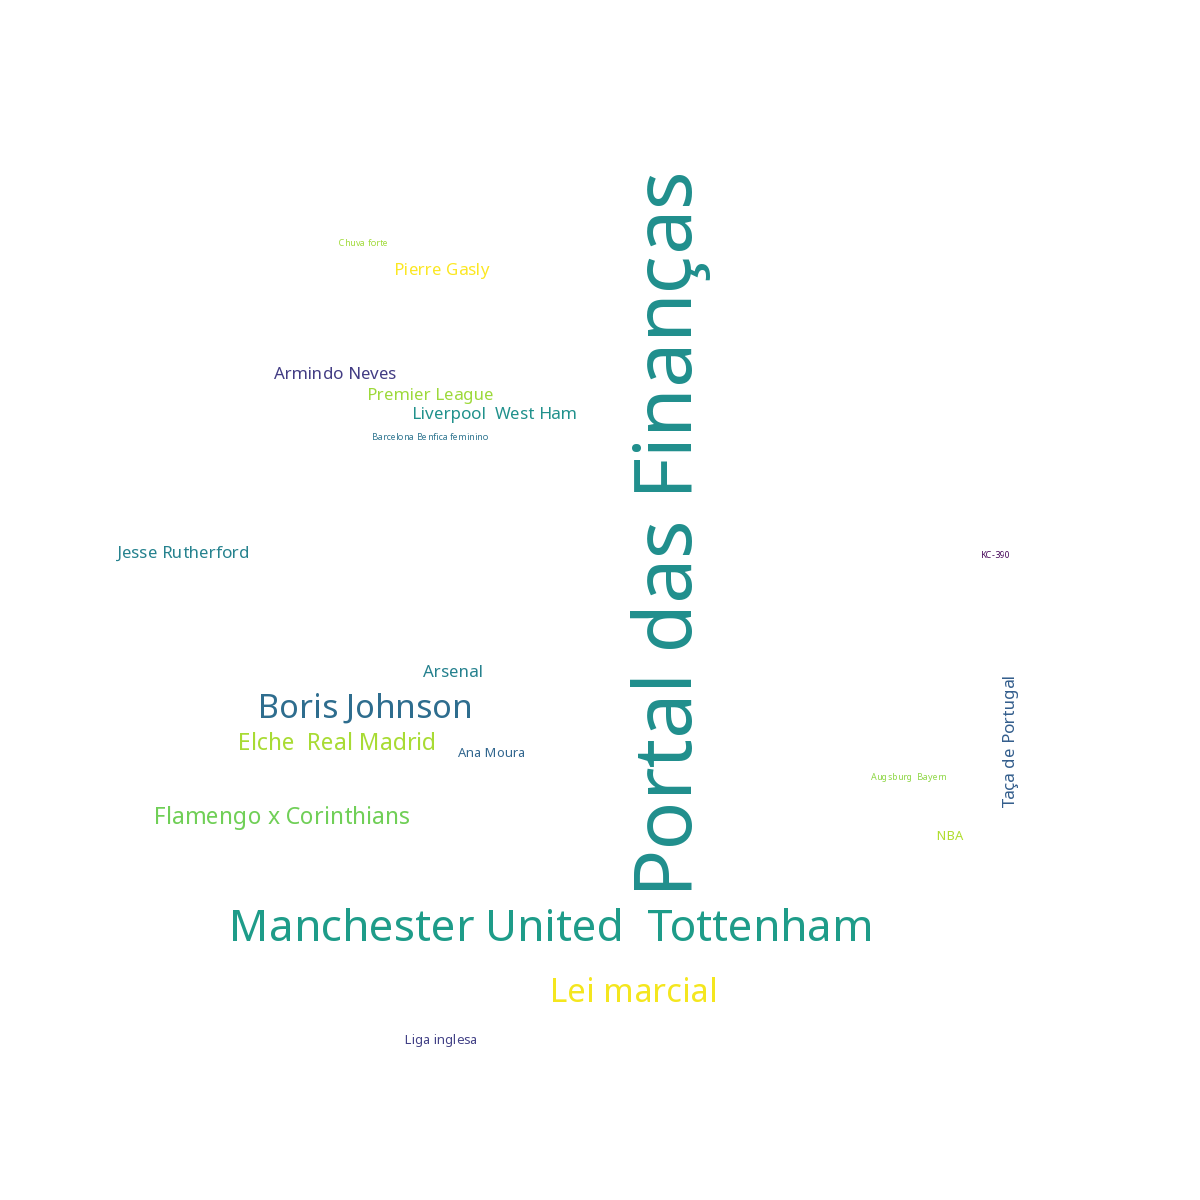 Chuva forte
Pierre Gasly
Armindo Neves
Premier League
Liverpool West Ham
Barcelona Benfica feminino
Portal das Finanças
Jesse Rutherford
KC-390
Arsenal
Boris Johnson
Elche Real Madrid
Ana Moura
Taça de Portugal
Augsburg Bayern
Flamengo x Corinthians
NBA
Manchester United Tottenham
Lei marcial
Liga inglesa